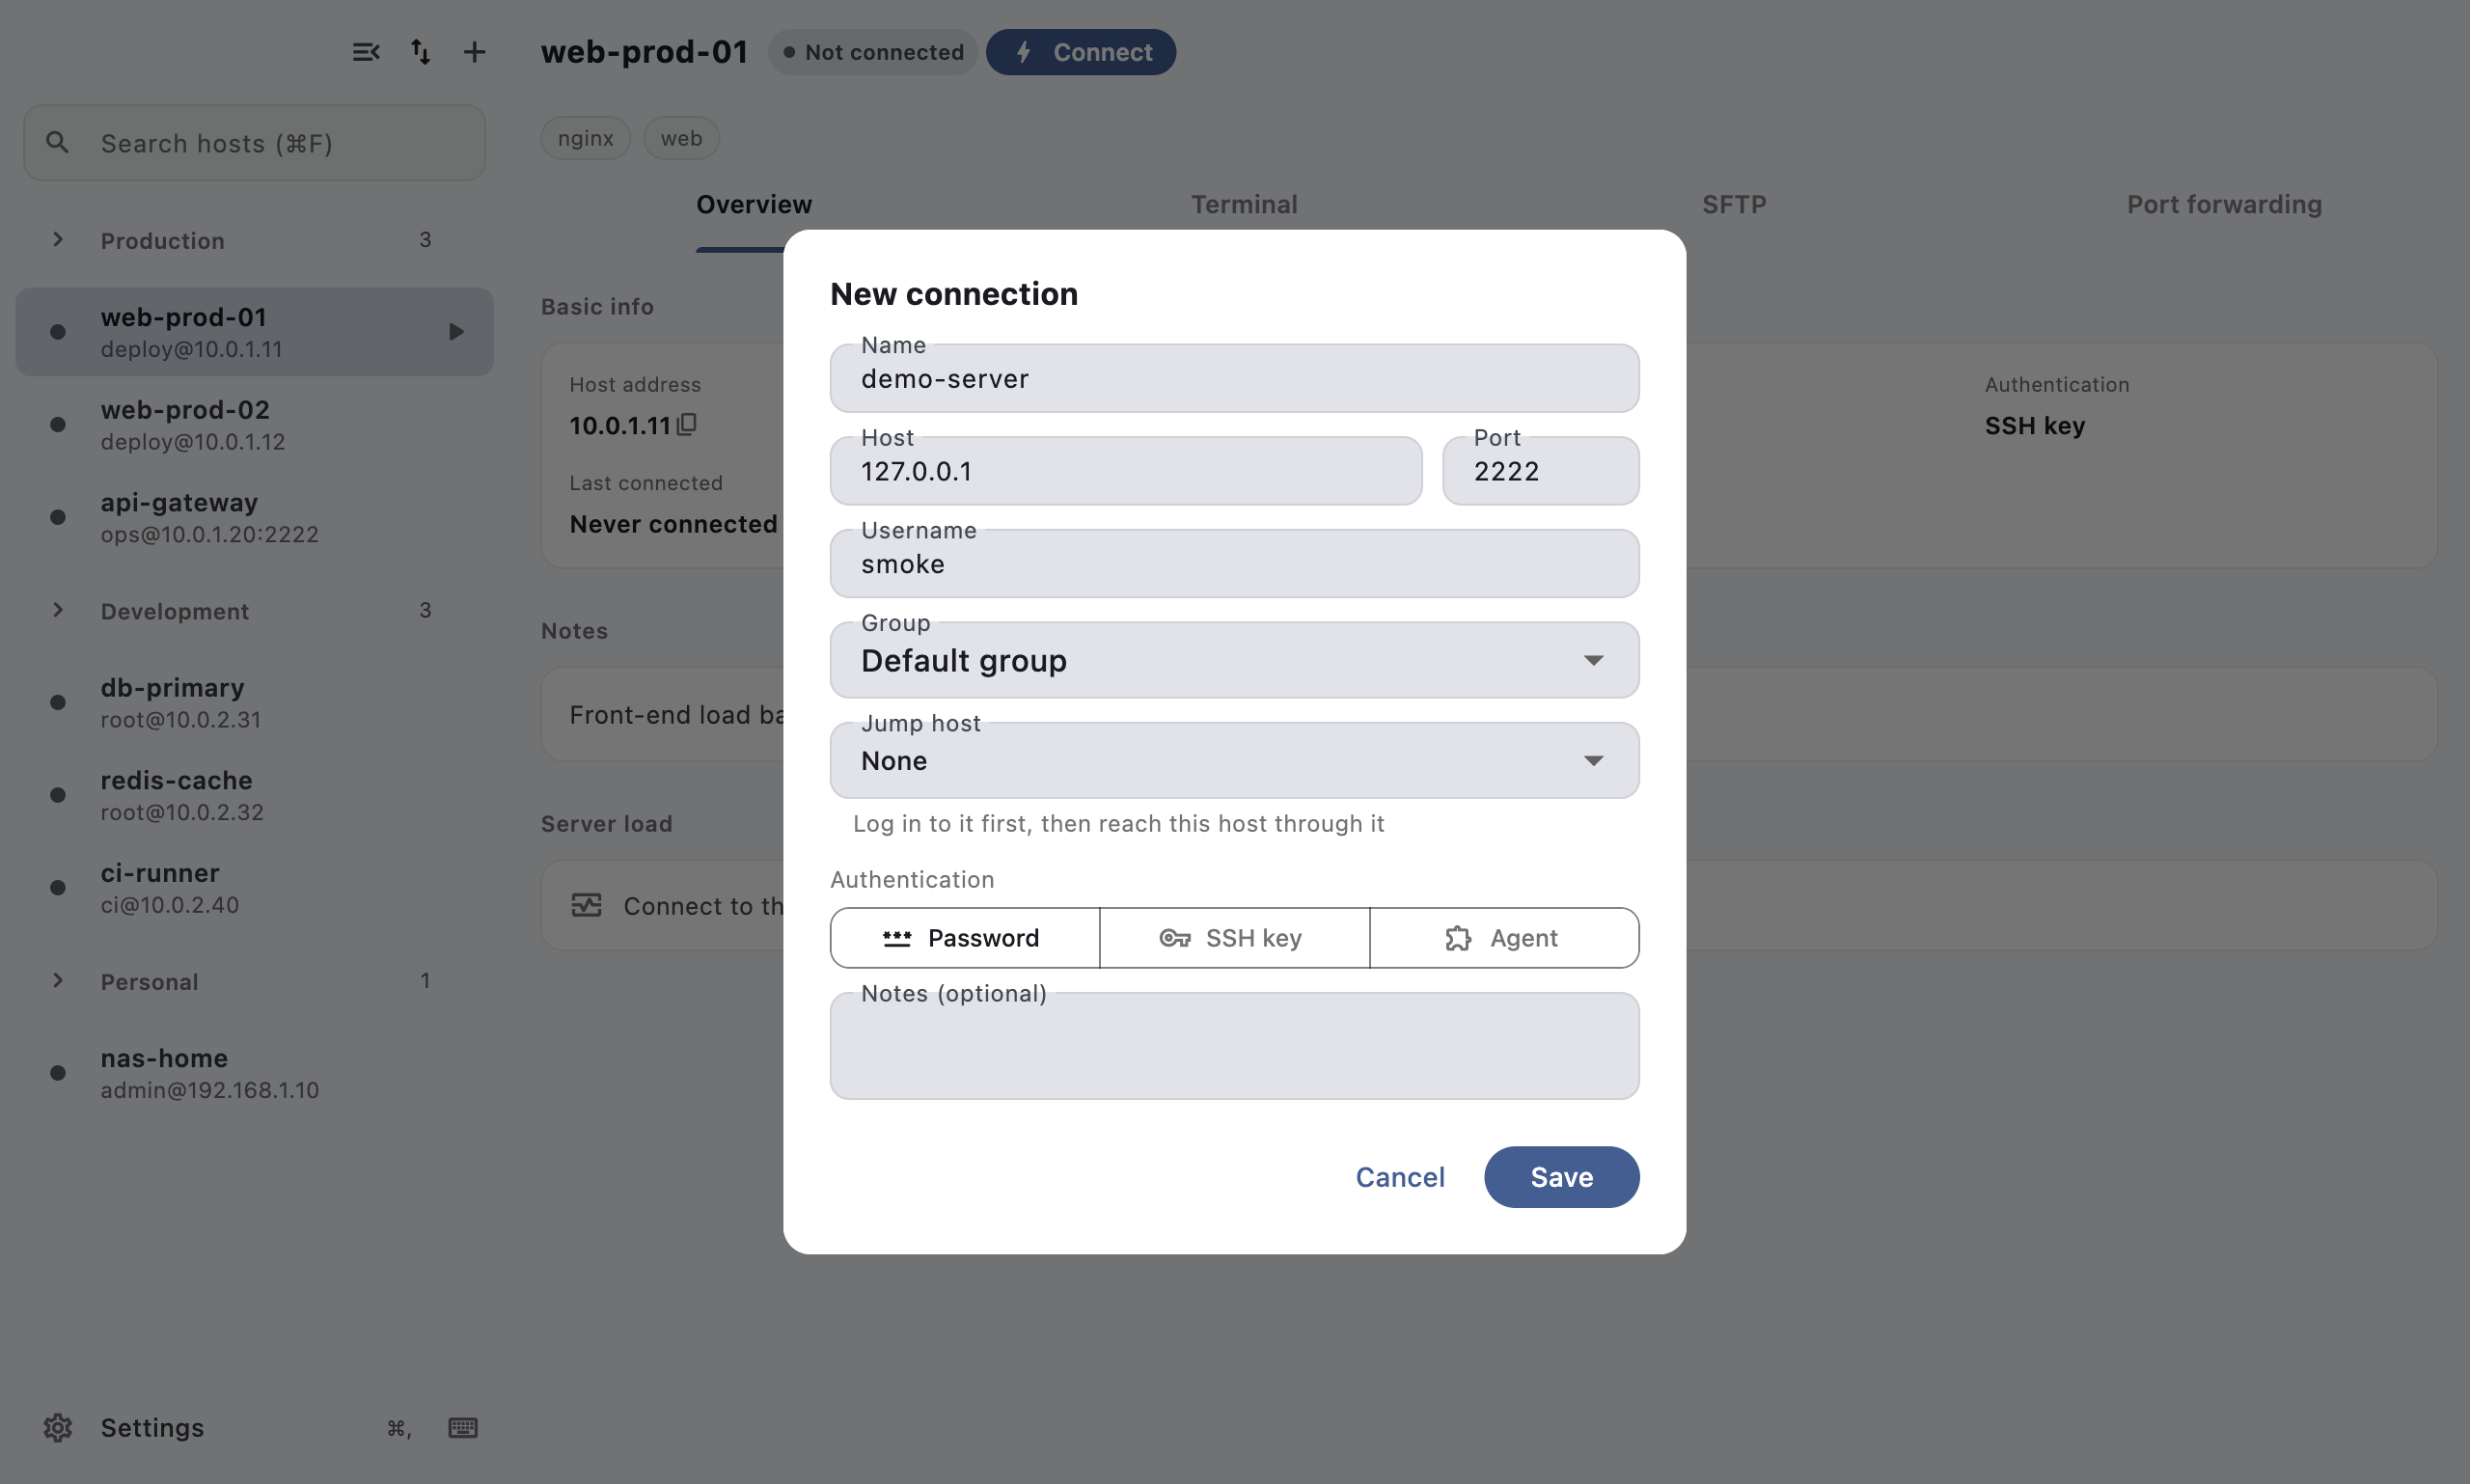 web-prod-01
Not connected
Connect
Search hosts (⌘F)
nginx
web
Overview
Terminal
SFTP
Port forwarding
Production 3
web-prod-01
deploy@10.0.1.11
web-prod-02
deploy@10.0.1.12
api-gateway
ops@10.0.1.20:2222
Development 3
db-primary
root@10.0.2.31
redis-cache
root@10.0.2.32
ci-runner
ci@10.0.2.40
Personal 1
nas-home
admin@192.168.1.10
Settings ⌘,
Basic info
Host address
10.0.1.11
Last connected
Never connected
Authentication
SSH key
Notes
Front-end load ba
Server load
Connect to th
New connection
Name
demo-server
Host
127.0.0.1
Port
2222
Username
smoke
Group
Default group
Jump host
None
Log in to it first, then reach this host through it
Authentication
Password
SSH key
Agent
Notes (optional)
Cancel
Save